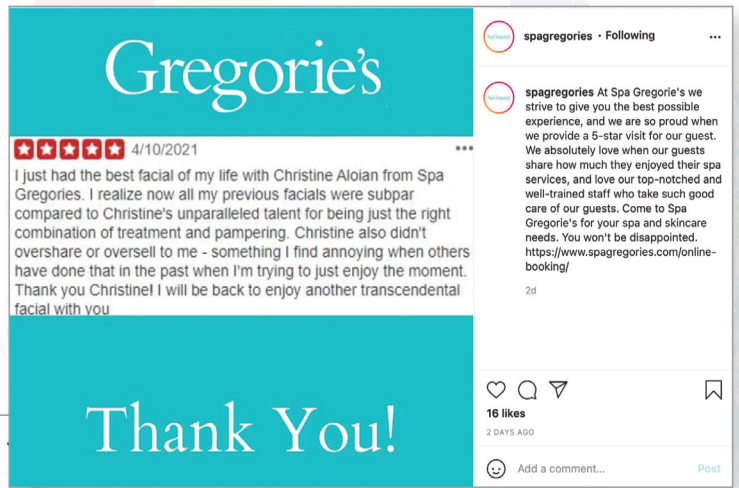 Gregorie's
4/10/2021
I just had the best facial of my life with Christine Aloian from Spa
Gregories. I realize now all my previous facials were subpar
compared to Christine's unparalleled talent for being just the right
combination of treatment and pampering. Christine also didn't
overshare or oversell to me - something I find annoying when others
have done that in the past when I'm trying to just enjoy the moment.
Thank you Christine! I will be back to enjoy another transcendental
facial with you
Thank You!
spagregories • Following
spagregories At Spa Gregorie's we
strive to give you the best possible
experience, and we are so proud when
we provide a 5-star visit for our guest.
We absolutely love when our guests
share how much they enjoyed their spa
services, and love our top-notched and
well-trained staff who take such good
care of our guests. Come to Spa
Gregorie's for your spa and skincare
needs. You won't be disappointed.
https://www.spagregories.com/online-
booking/
2d
16 likes
2 DAYS AGO
Add a comment...
Post